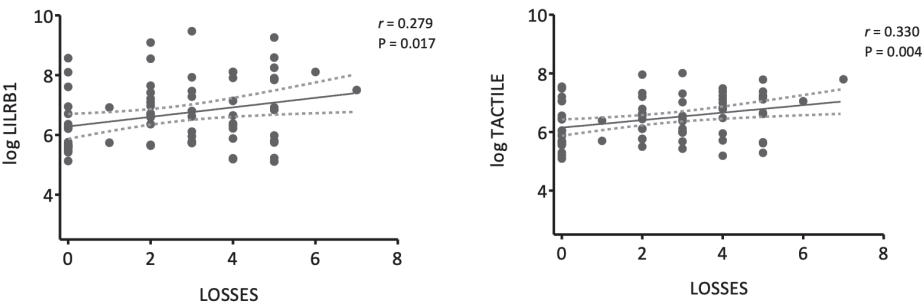 r = 0.279
P = 0.017
10
8
6
4
log LILRB1
0 2 4 6 8
LOSSES
r = 0.330
P = 0.004
10
8
6
4
log TACTILE
0 2 4 6 8
LOSSES